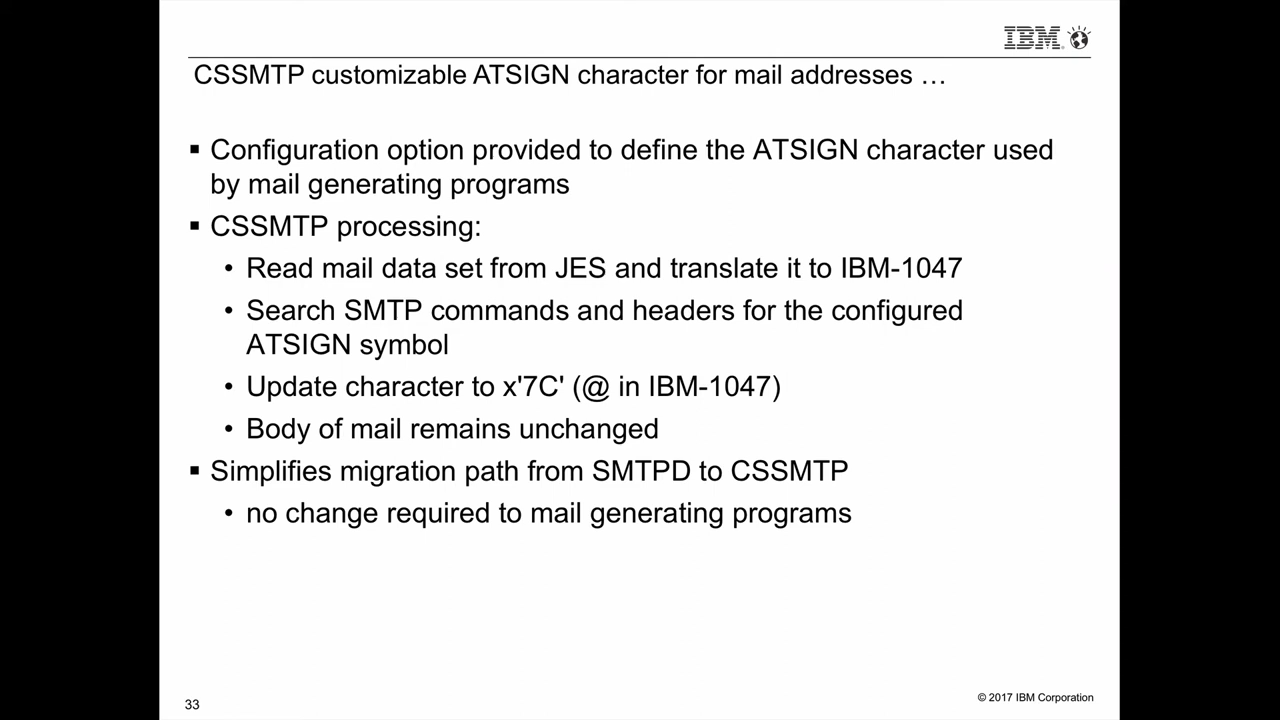 IBM
CSSMTP customizable ATSIGN character for mail addresses …
▪ Configuration option provided to define the ATSIGN character used
by mail generating programs
▪ CSSMTP processing:
• Read mail data set from JES and translate it to IBM-1047
• Search SMTP commands and headers for the configured
ATSIGN symbol
• Update character to x'7C' (@ in IBM-1047)
• Body of mail remains unchanged
▪ Simplifies migration path from SMTPD to CSSMTP
• no change required to mail generating programs
33
© 2017 IBM Corporation